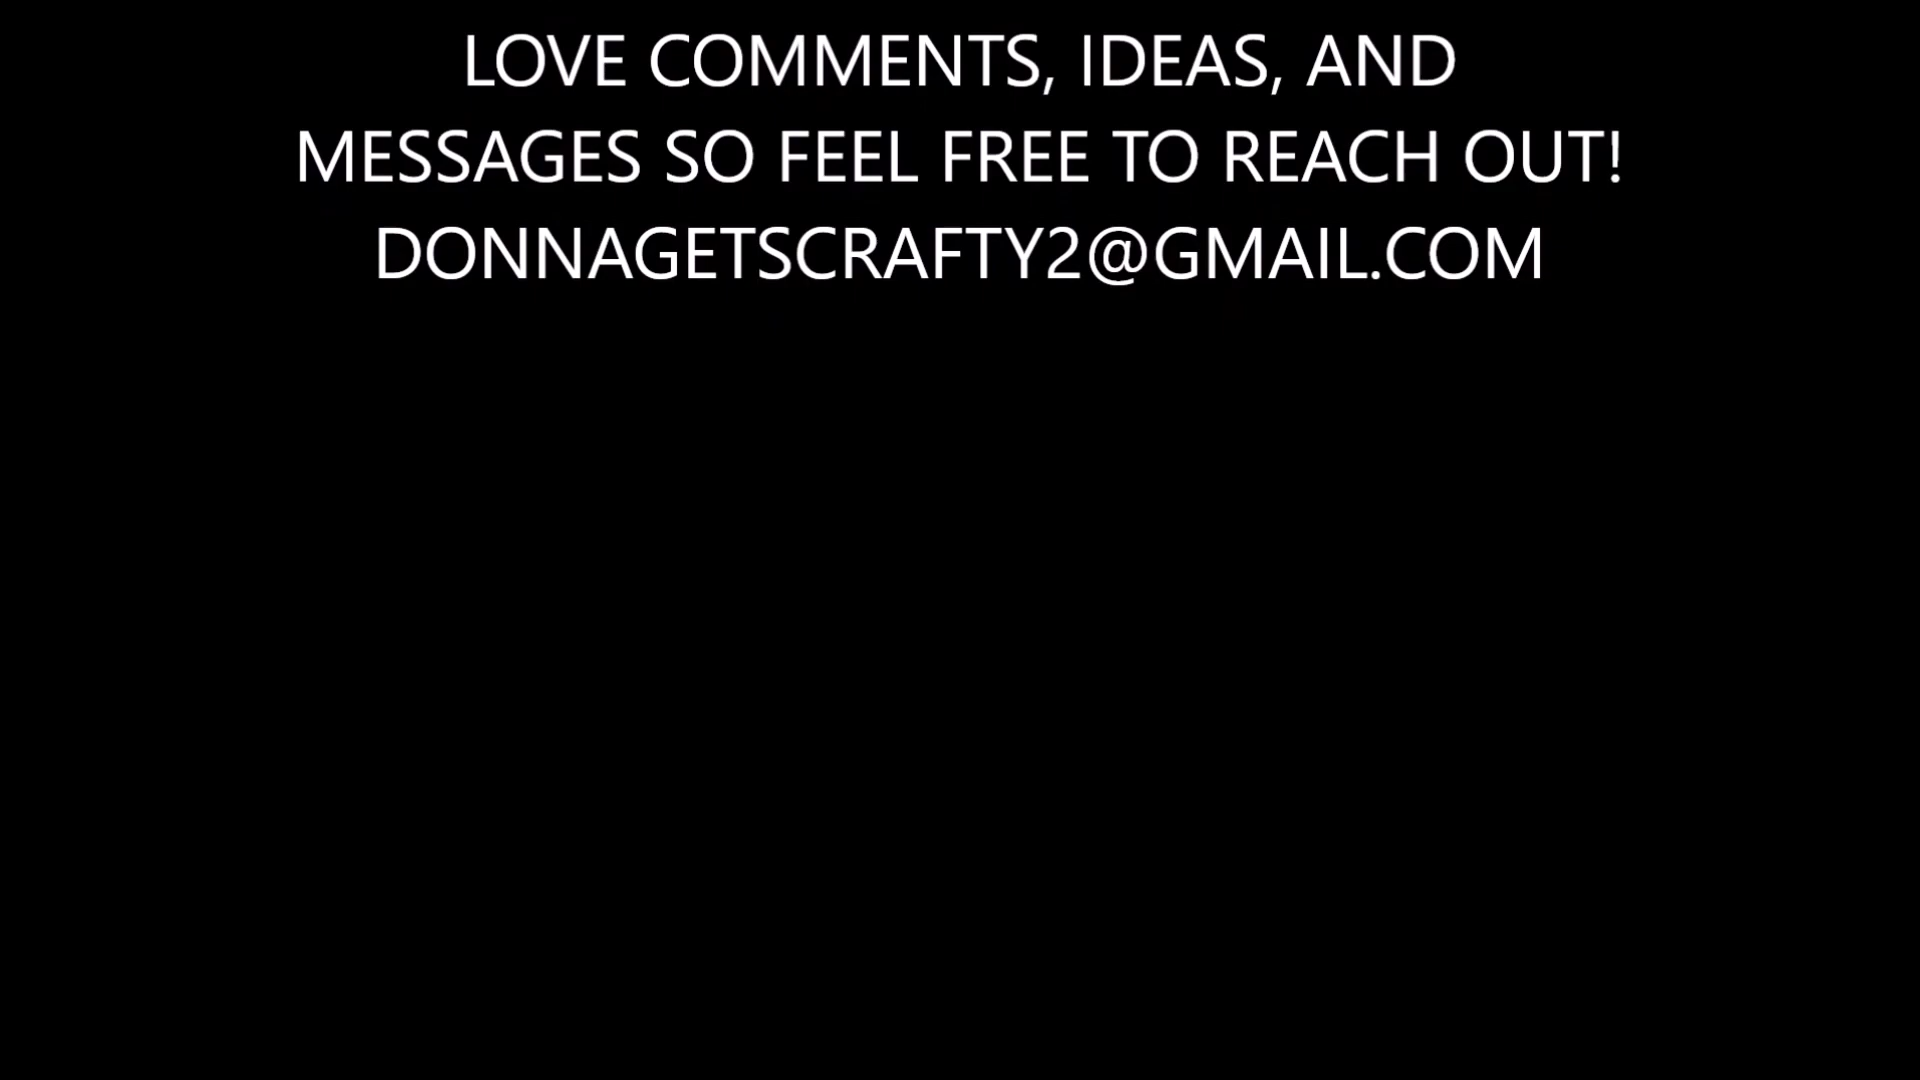 LOVE COMMENTS, IDEAS, AND
MESSAGES SO FEEL FREE TO REACH OUT!
DONNAGETSCRAFTY2@GMAIL.COM